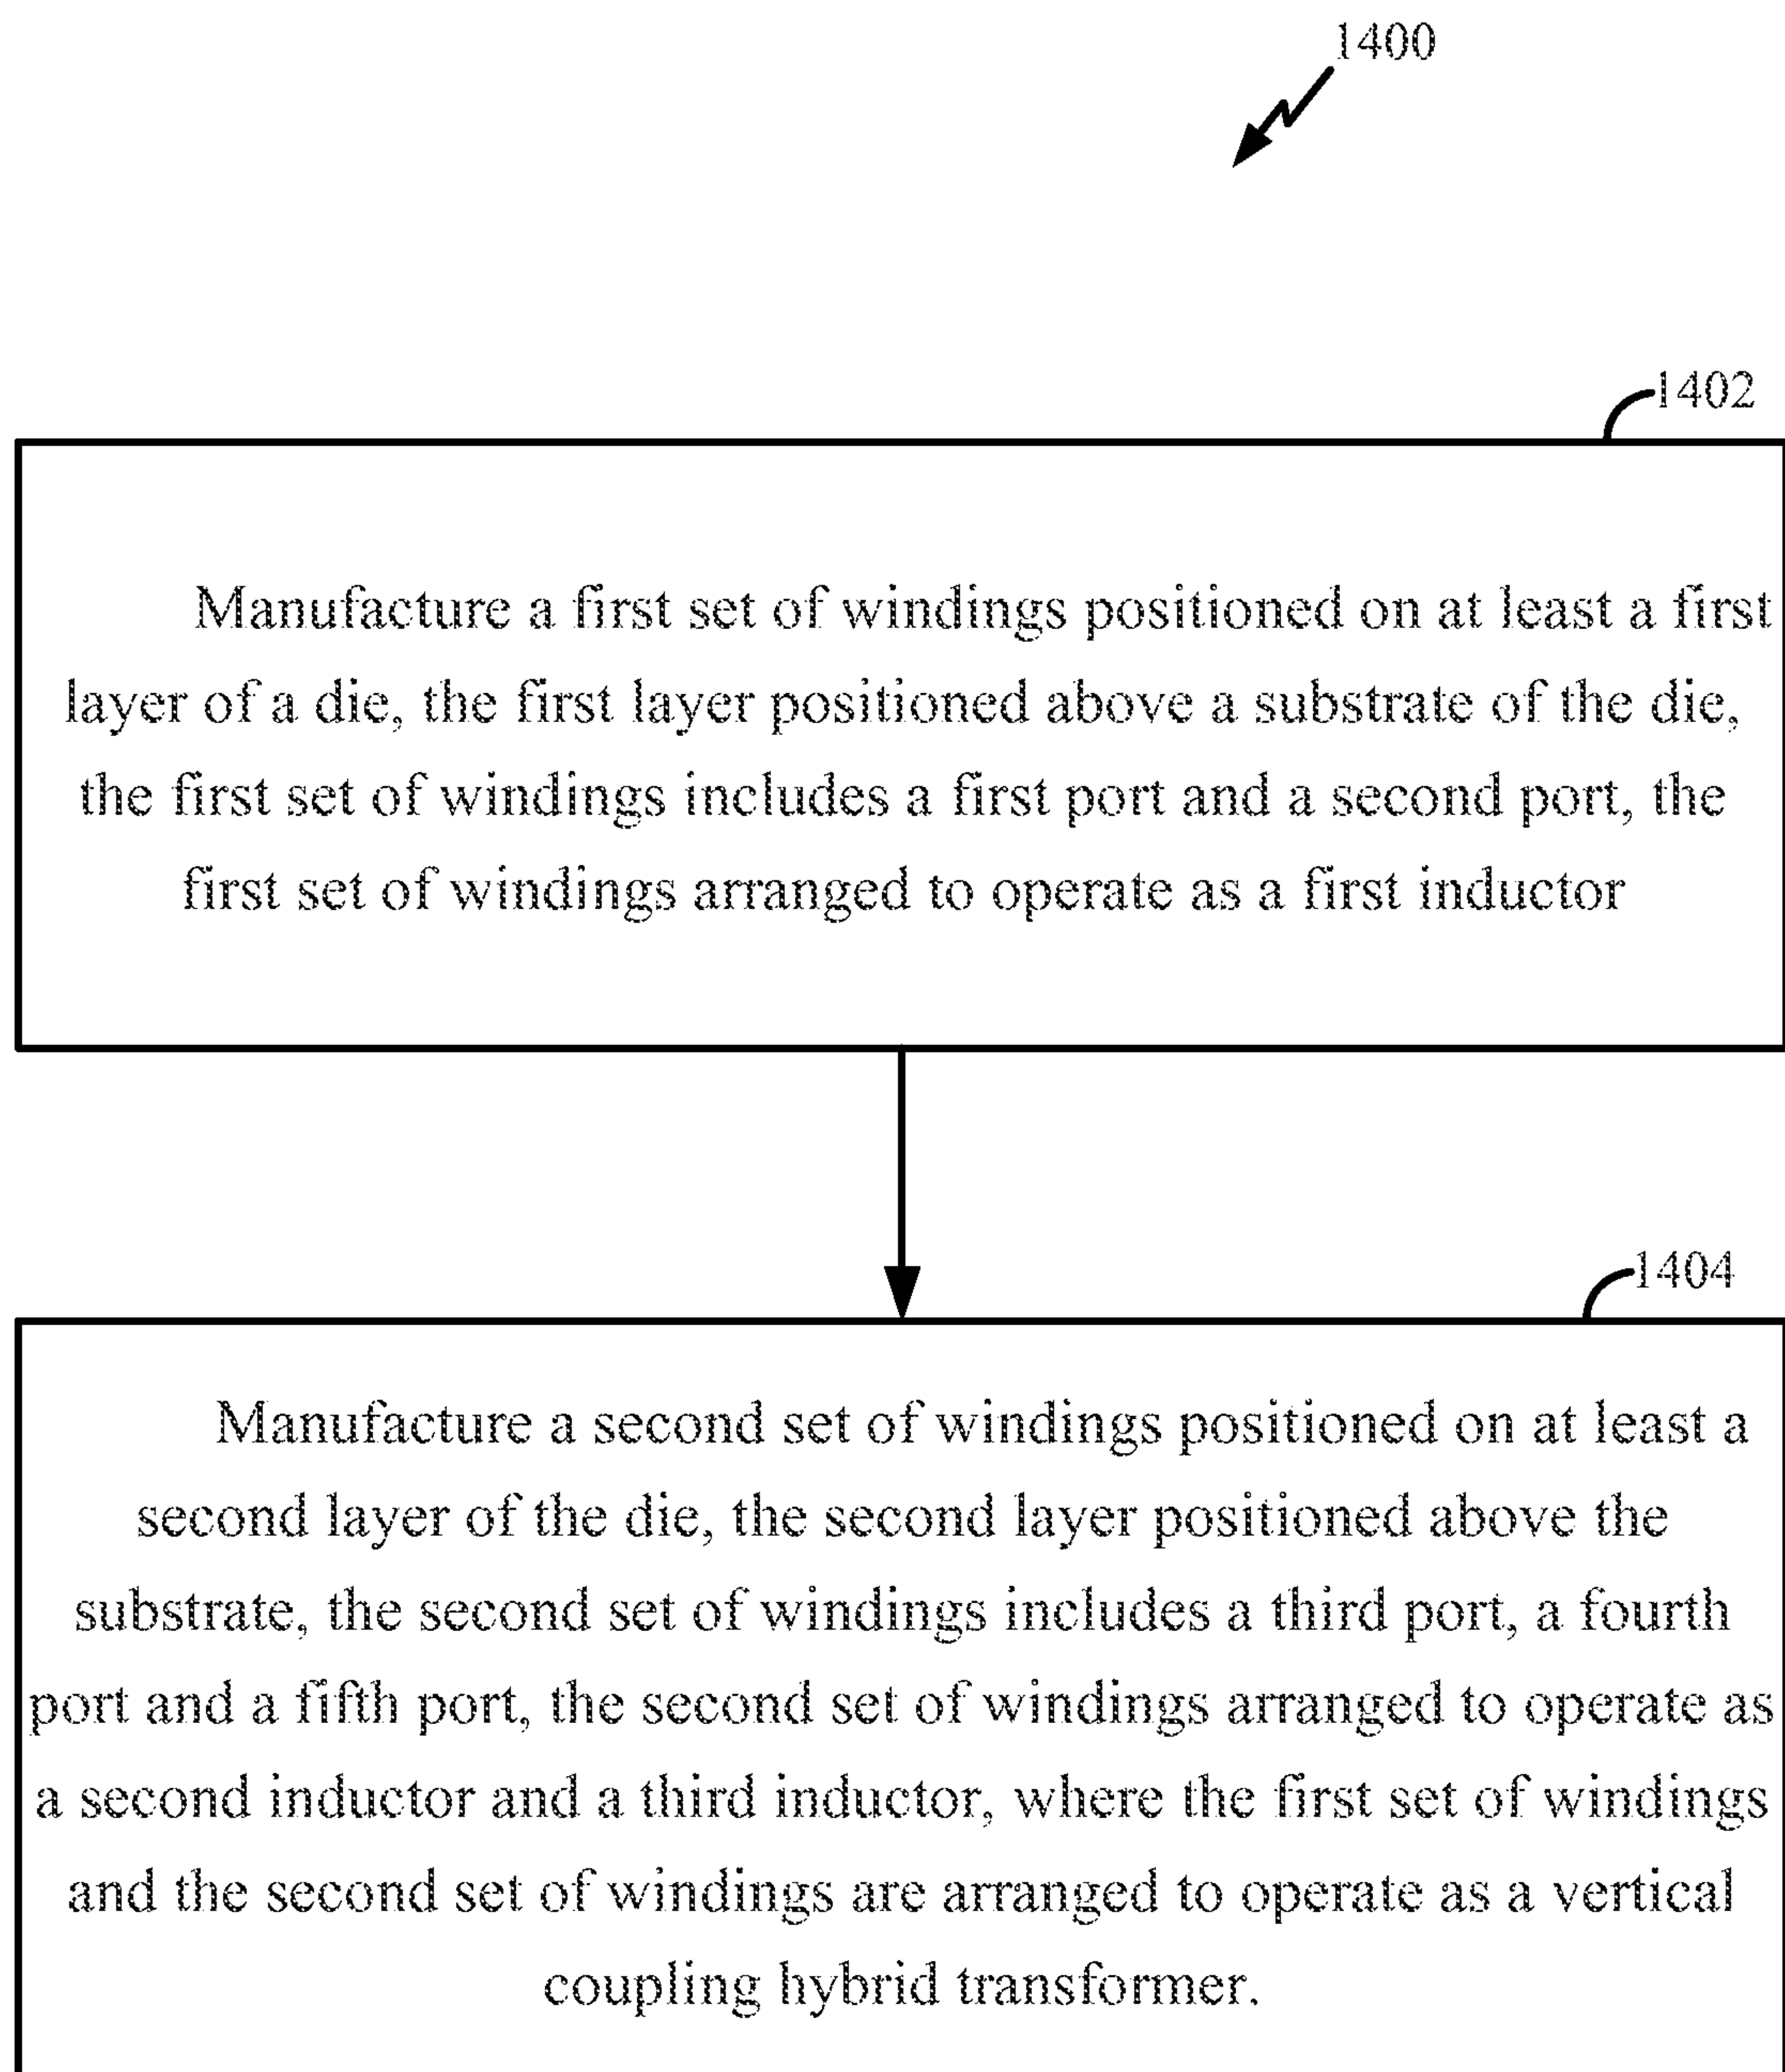 1400
1402
Manufacture a first set of windings positioned on at least a first
layer of a die, the first layer positioned above a substrate of the die,
the first set of windings includes a first port and a second port, the
first set of windings arranged to operate as a first inductor
1404
Manufacture a second set of windings positioned on at least a
second layer of the die, the second layer positioned above the
substrate, the second set of windings includes a third port, a fourth
port and a fifth port, the second set of windings arranged to operate as
a second inductor and a third inductor, where the first set of windings
and the second set of windings are arranged to operate as a vertical
coupling hybrid transformer.